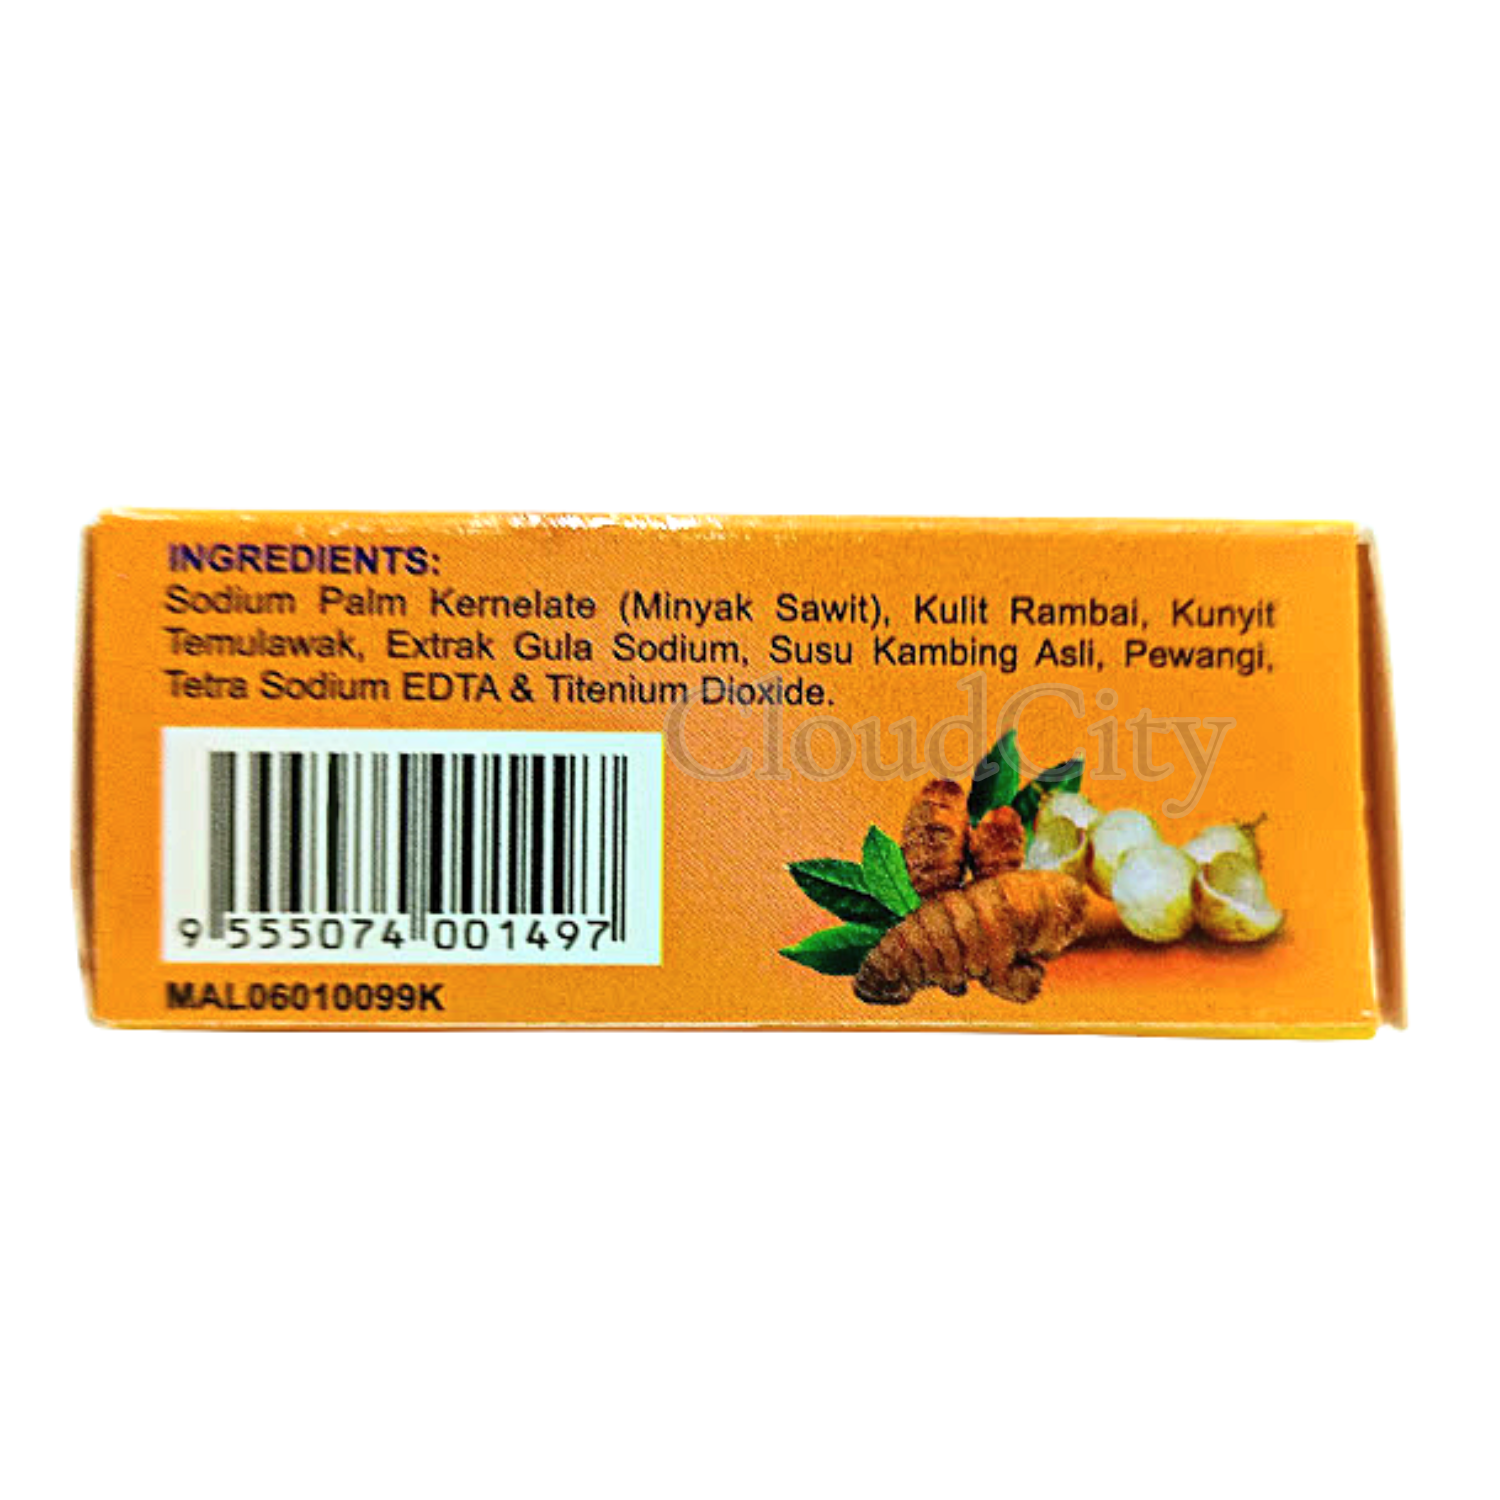 INGREDIENTS:
Sodium Palm Kernelate (Minyak Sawit), Kulit Rambai, Kunyit
Temulawak, Extrak Gula Sodium, Susu Kambing Asli, Pewangi,
Tetra Sodium EDTA & Titenium Dioxide.
CloudCity
9 555074 001497
MAL06010099K